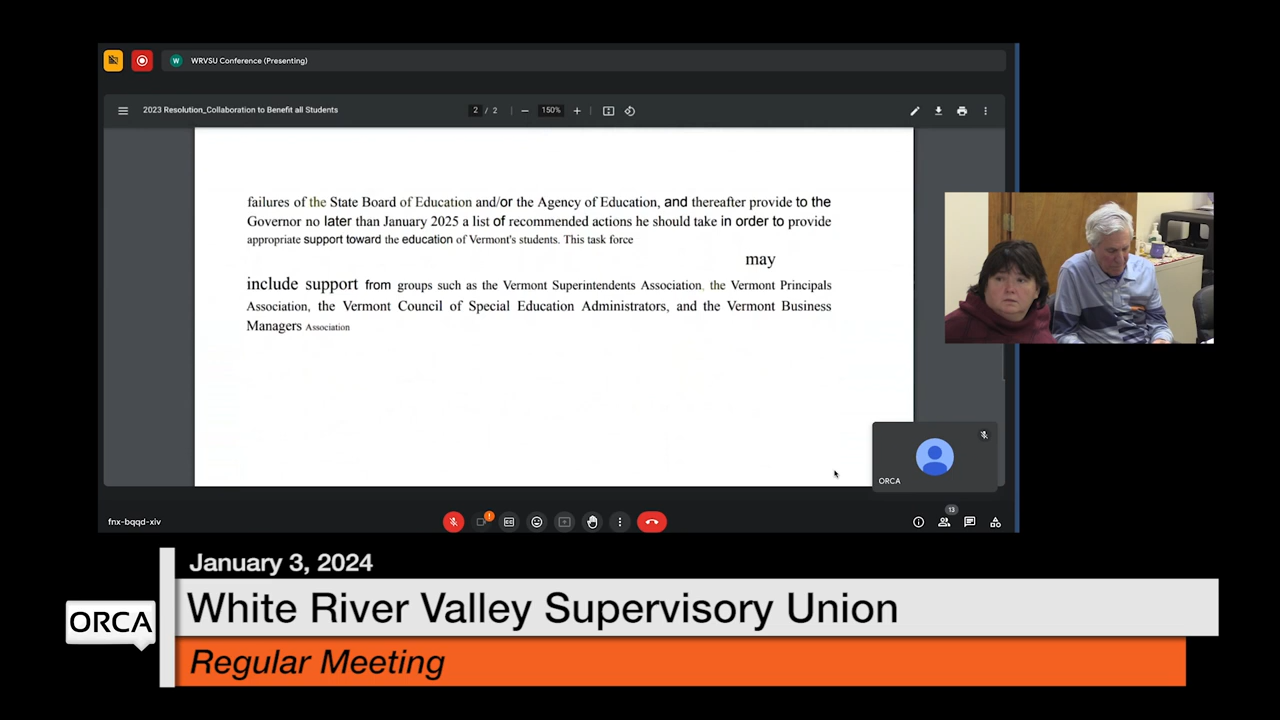 W WRVSU Conference (Presenting)
2023 Resolution_Collaboration to Benefit all Students 2 / 2 — 150% +
failures of the State Board of Education and/or the Agency of Education, and thereafter provide to the
Governor no later than January 2025 a list of recommended actions he should take in order to provide
appropriate support toward the education of Vermont's students. This task force
may
include support from groups such as the Vermont Superintendents Association, the Vermont Principals
Association, the Vermont Council of Special Education Administrators, and the Vermont Business
Managers Association
ORCA
fnx-bqqd-xiv
13
January 3, 2024
ORCA
White River Valley Supervisory Union
Regular Meeting